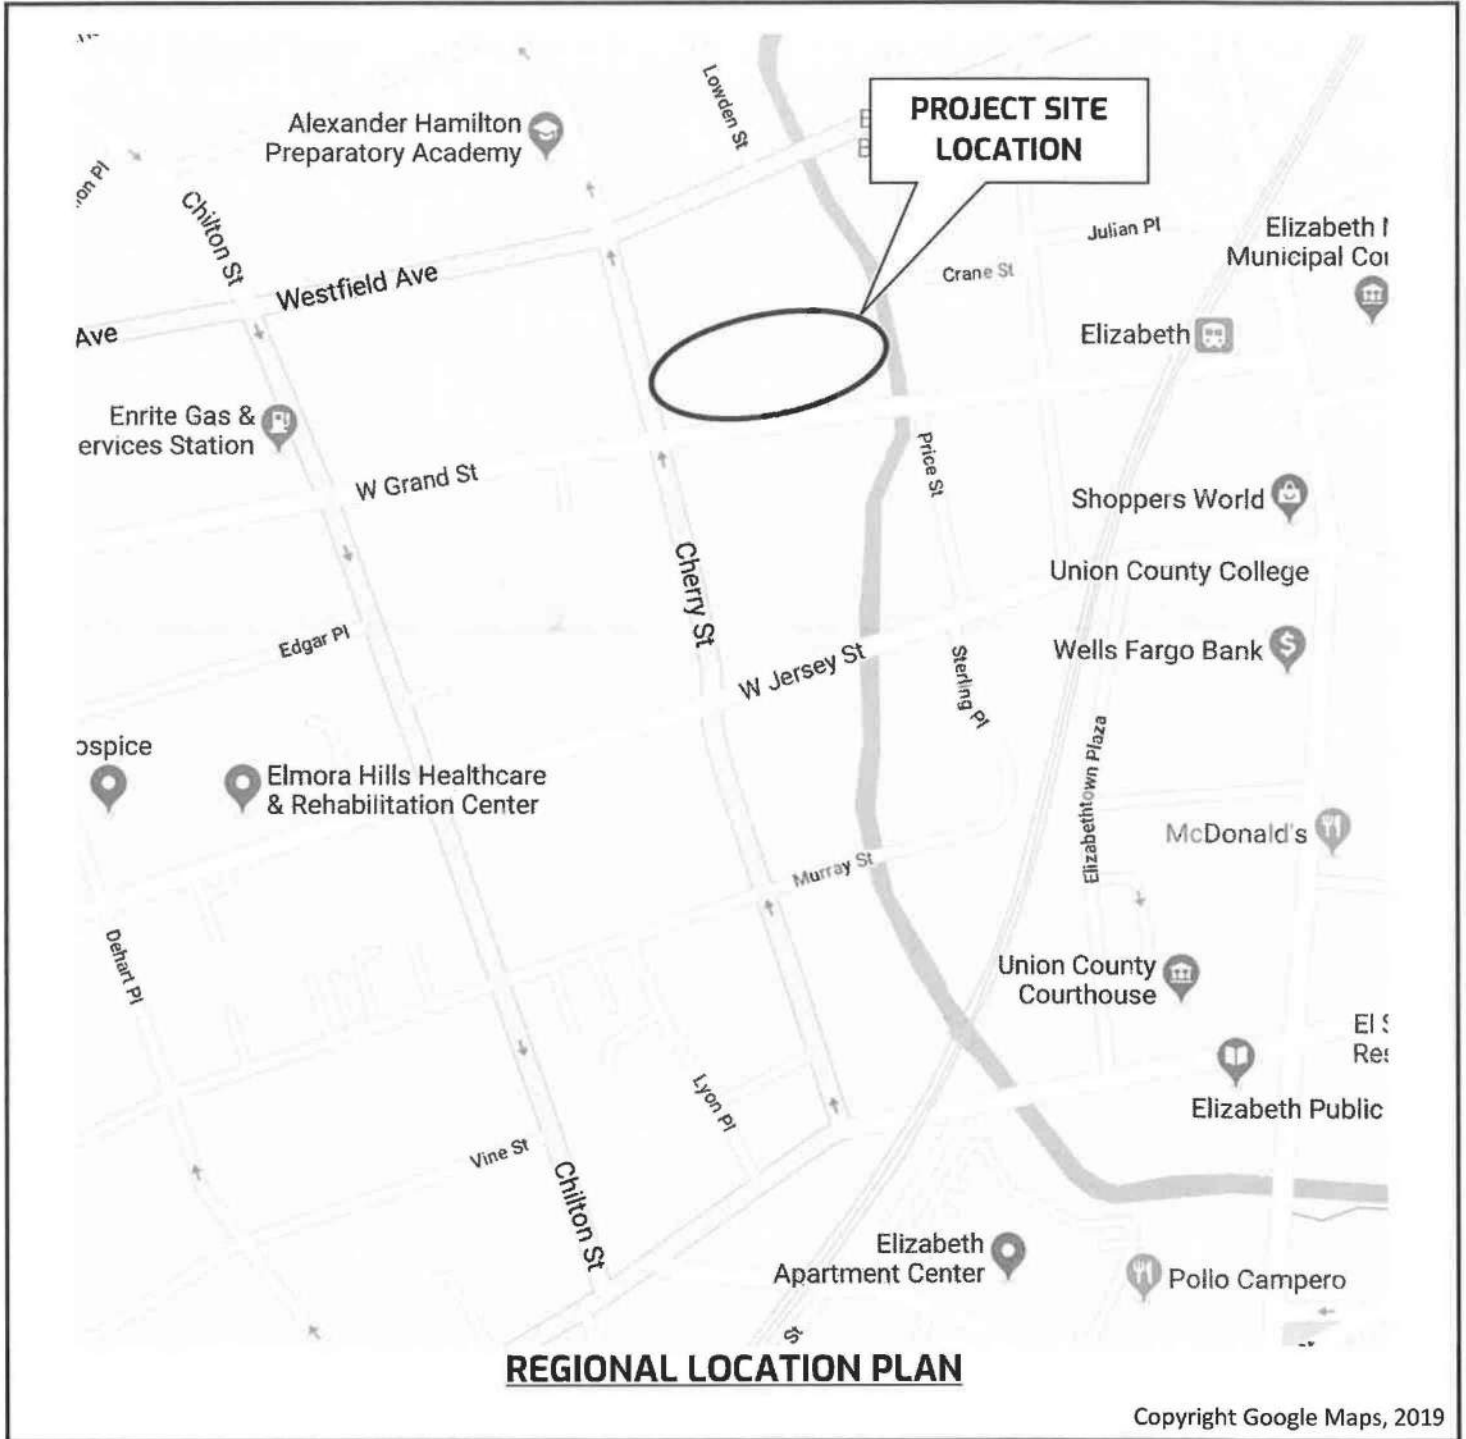 Lowden St
PROJECT SITE
LOCATION
Alexander Hamilton
Preparatory Academy
Chilton St
Julian Pl
Elizabeth
Municipal
Crane St
Westfield Ave
Ave
Elizabeth
Enrite Gas &
Station
Price St
W Grand St
Shoppers World
Cherry St
Union County College
Edgar Pl
W Jersey St
Sterling Pl
Wells Fargo Bank
Elizabethtown Plaza
Elmora Hills Healthcare
& Rehabilitation Center
McDonald's
Murray St
Dehart Pl
Union County
Courthouse
Lyon Pl
Elizabeth Public
Vine St
Chilton St
Elizabeth
Apartment Center
Pollo Campero
St
REGIONAL LOCATION PLAN
Copyright Google Maps, 2019